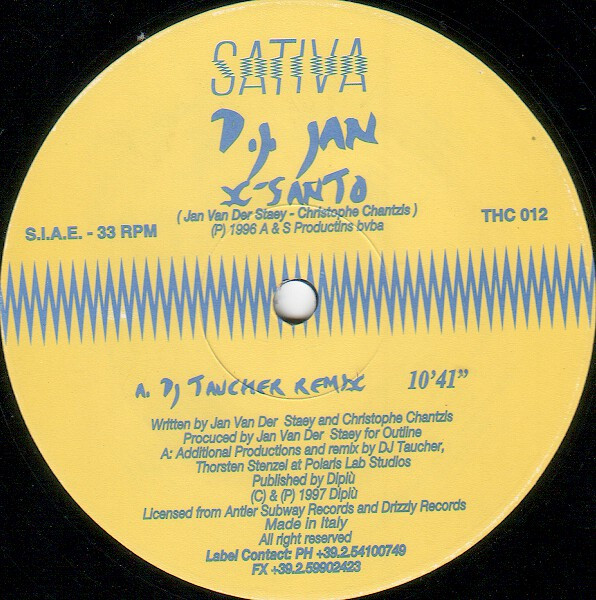 SATIVA
D.J. JAN
X-SANTO
( Jan Van Der Staey - Christophe Chantzis )
(P) 1996 A & S Productins bvba
S.I.A.E. - 33 RPM
THC 012
A. DJ TAUCHER REMIX 10'41"
Written by Jan Van Der Staey and Christophe Chantzis
Procuced by Jan Van Der Staey for Outline
A: Additional Productions and remix by DJ Taucher,
Thorsten Stenzel at Polaris Lab Studios
Published by Diplù
(C) & (P) 1997 Diplù
Licensed from Antler Subway Records and Drizzly Records
Made in Italy
All right reserved
Label Contact: PH +39.2.54100749
FX +39.2.59902423